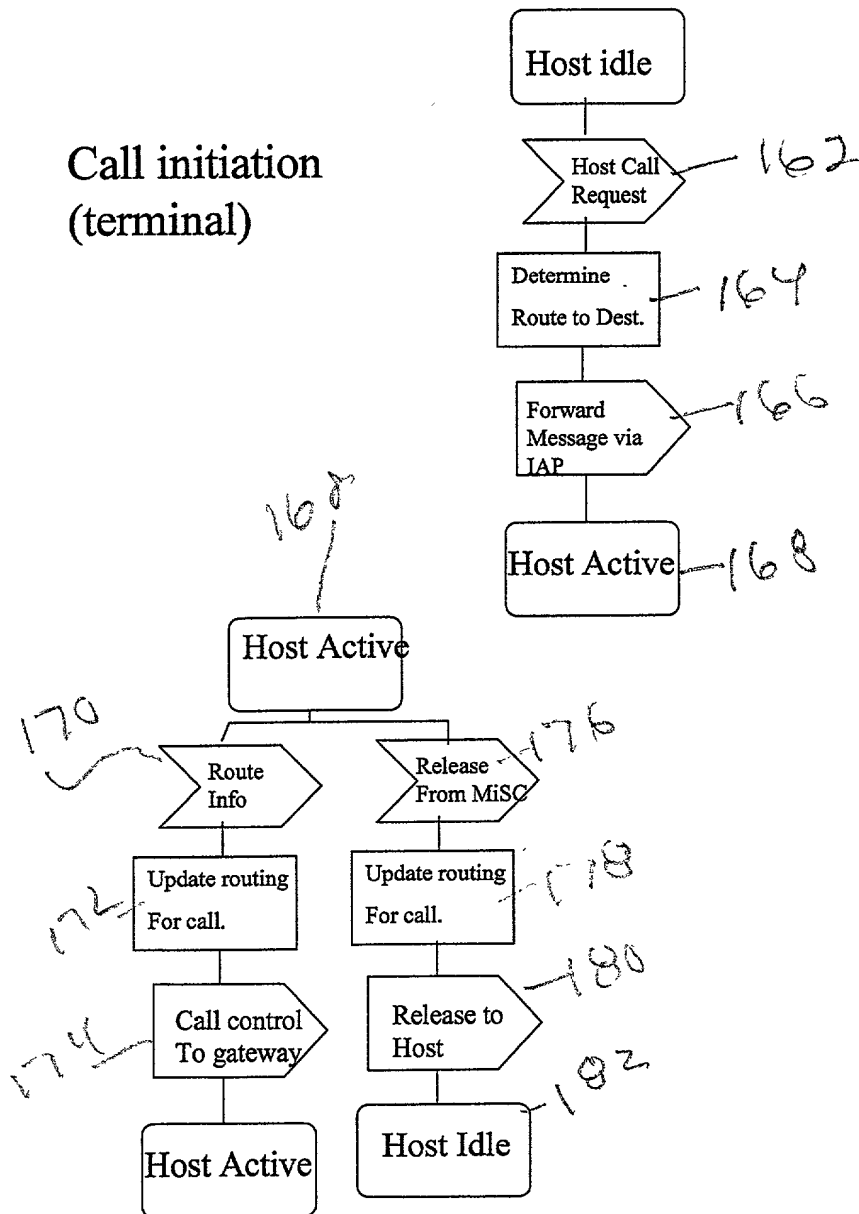 Host idle
Call initiation
(terminal)
Host Call
Request
162
Determine
Route to Dest.
164
Forward
Message via
IAP
166
Host Active
168
168
Host Active
170
Route
Info
Release
From MiSC
176
Update routing
For call.
172
Update routing
For call.
178
Call control
To gateway
174
Release to
Host
180
Host Active
Host Idle
182